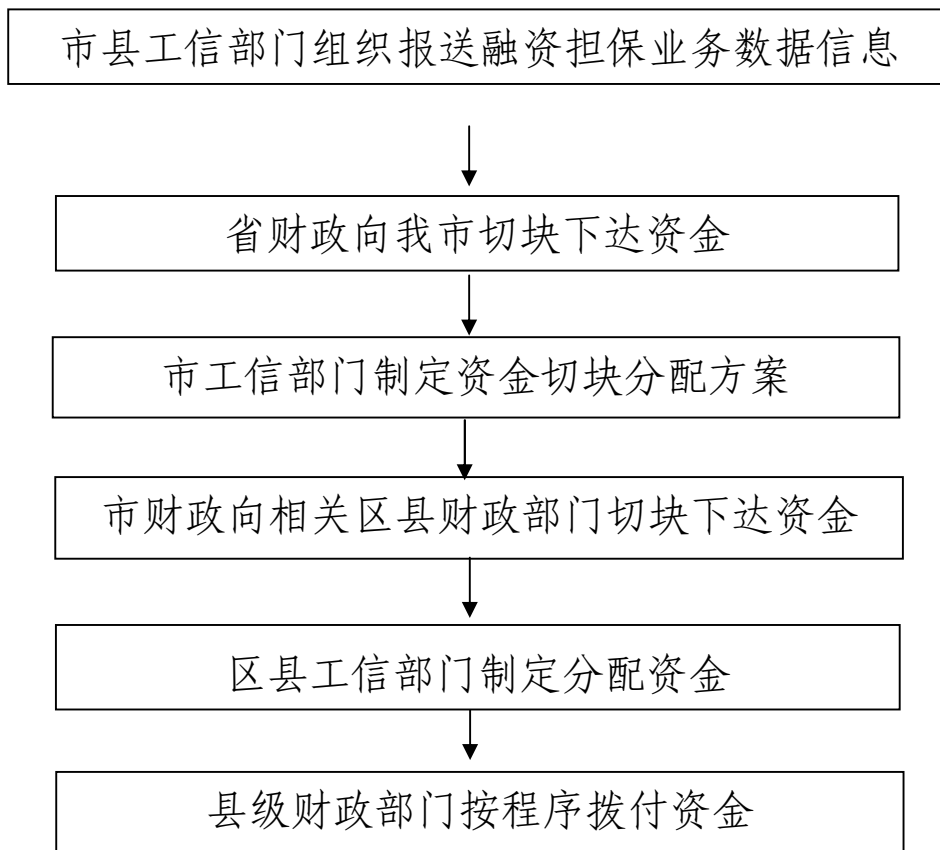 市县工信部门组织报送融资担保业务数据信息
省财政向我市切块下达资金
市工信部门制定资金切块分配方案
市财政向相关区县财政部门切块下达资金
区县工信部门制定分配资金
县级财政部门按程序拨付资金